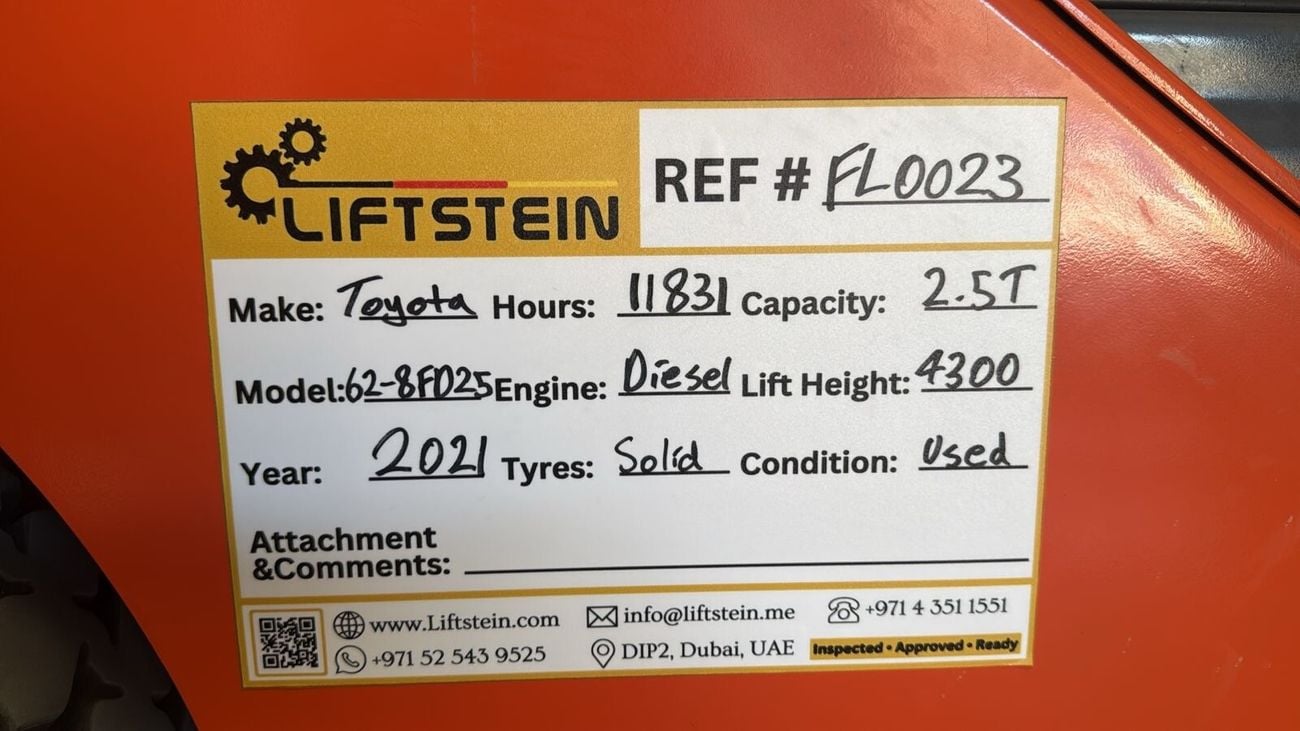 LIFTSTEIN
REF # FL0023
Make: Toyota Hours: 11831 Capacity: 2.5T
Model: 62-8FD25 Engine: Diesel Lift Height: 4300
Year: 2021 Tyres: Solid Condition: Used
Attachment
&Comments:
www.Liftstein.com info@liftstein.me +971 4 351 1551
+971 52 543 9525 DIP2, Dubai, UAE Inspected • Approved • Ready